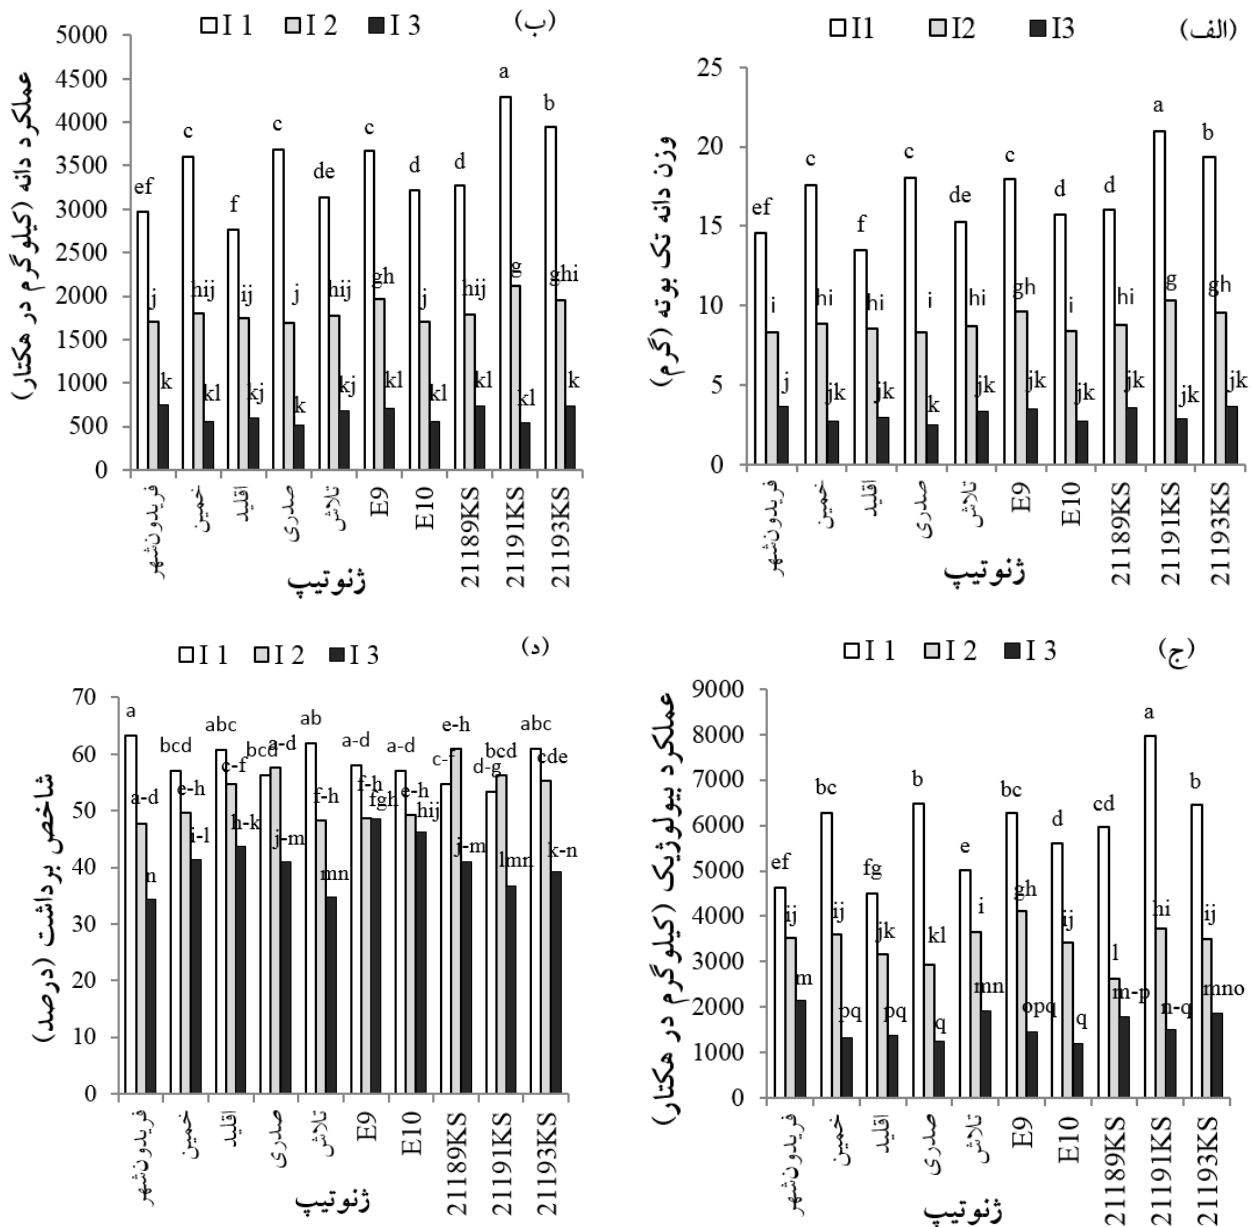 (الف)
I1 I2 I3
وزن دانه تک بوته (گرم)
25
20
15
10
5
0
ef c f c de c d d a b
i hi hi i hi gh i hi g gh
j jk jk k jk jk jk jk jk jk
فریدون‌شهر خمین اقلید صدری تلاش E9 E10 21189KS 21191KS 21193KS
ژنوتیپ
(ب)
I 1 I 2 I 3
عملکرد دانه (کیلوگرم در هکتار)
5000
4500
4000
3500
3000
2500
2000
1500
1000
500
0
ef c f c de c d d a b
j hij ij j hij gh j hij g ghi
k kl kj k kj kl kl kl kl k
فریدون‌شهر خمین اقلید صدری تلاش E9 E10 21189KS 21191KS 21193KS
ژنوتیپ
(ج)
I 1 I 2 I 3
عملکرد بیولوژیک (کیلوگرم در هکتار)
9000
8000
7000
6000
5000
4000
3000
2000
1000
0
ef bc fg b e bc d cd a b
ij ij jk kl i gh ij l hi ij
m pq pq q mn opq q m-p n-q mno
فریدون‌شهر خمین اقلید صدری تلاش E9 E10 21189KS 21191KS 21193KS
ژنوتیپ
(د)
I 1 I 2 I 3
شاخص برداشت (درصد)
70
60
50
40
30
20
10
0
a bcd abc bcd ab a-d a-d c-f d-g abc
a-d e-h c-f a-d f-h f-h e-h e-h bcd cde
n i-l h-k j-m mn fgh hij j-m lmn k-n
فریدون‌شهر خمین اقلید صدری تلاش E9 E10 21189KS 21191KS 21193KS
ژنوتیپ